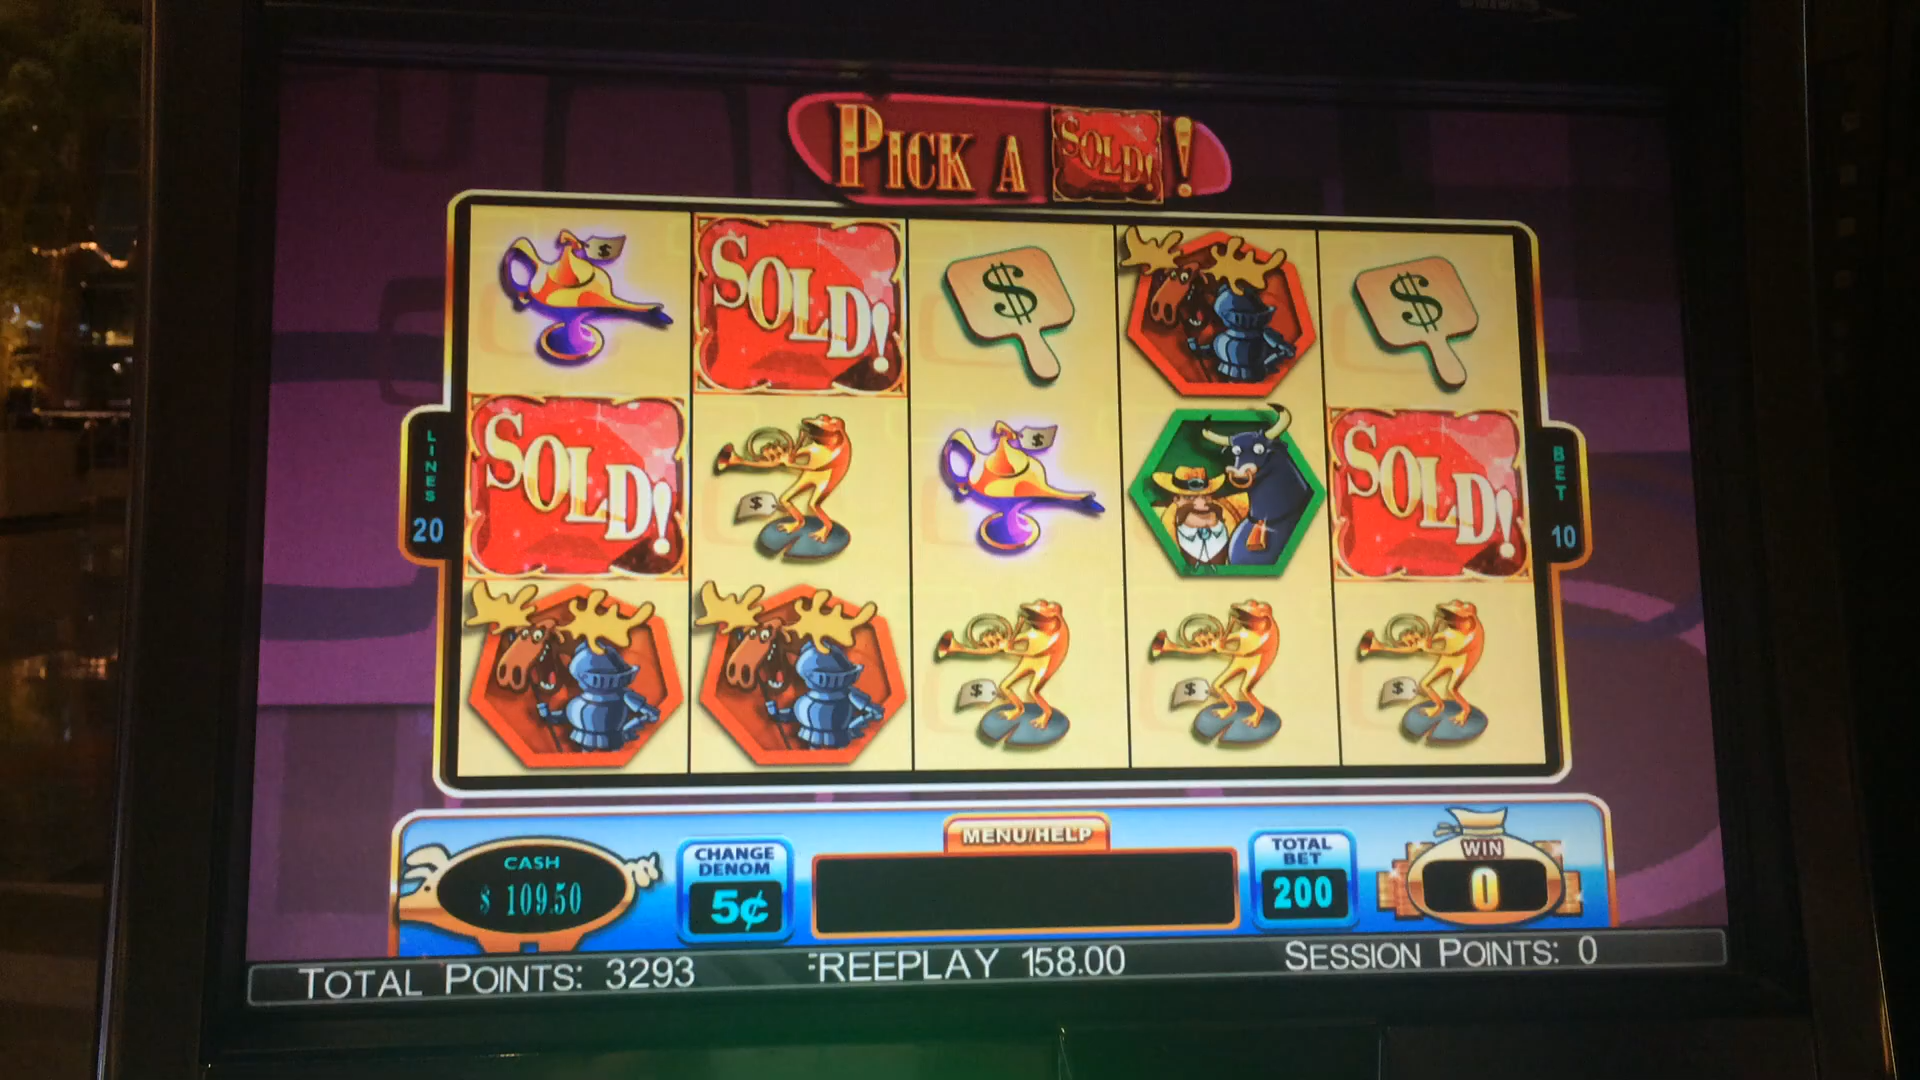 PICK A SOLD! !
$
SOLD!
$
$
SOLD!
$
$
SOLD!
$
$
$
LINES
20
BET
10
MENU/HELP
CASH
$ 109.50
CHANGE
DENOM
5¢
TOTAL
BET
200
WIN
0
TOTAL POINTS: 3293
FREEPLAY 158.00
SESSION POINTS: 0